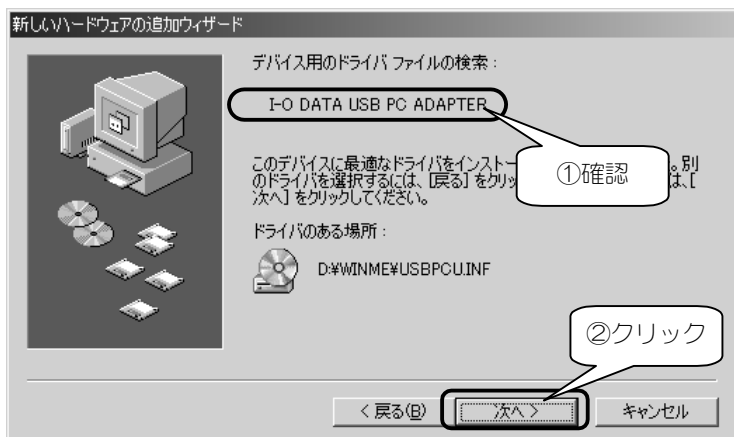 新しいハードウェアの追加ウィザード
デバイス用のドライバ ファイルの検索 :
I-O DATA USB PC ADAPTER
①確認
このデバイスに最適なドライバをインストー 。別
のドライバを選択するには、[戻る] をクリッ は、[
次へ] をクリックしてください。
ドライバのある場所 :
D:¥WINME¥USBPCU.INF
②クリック
< 戻る(B)
次へ >
キャンセル